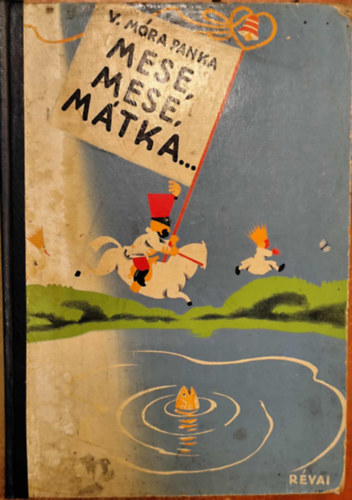 V. MÓRA PANKA
MESE,
MESE,
MÁTKA...
RÉVAI